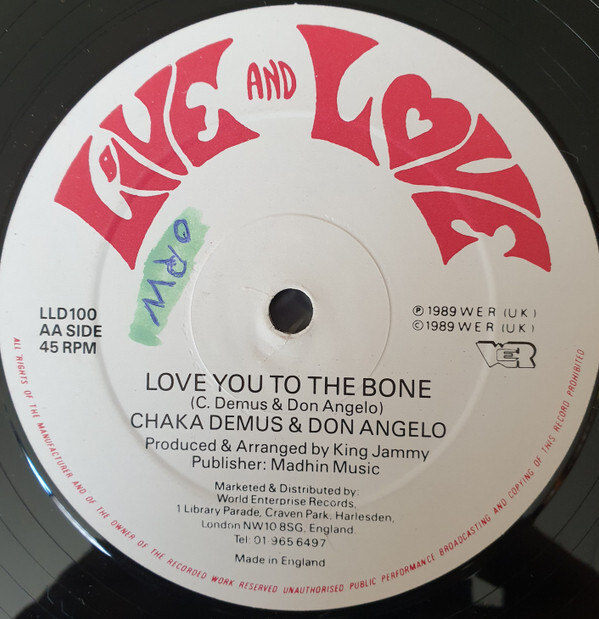 LIVE AND LOVE
OPW
LLD100
AA SIDE
45 RPM
℗ 1989 WER (UK)
© 1989 WER (UK)
WER
LOVE YOU TO THE BONE
(C. Demus & Don Angelo)
CHAKA DEMUS & DON ANGELO
Produced & Arranged by King Jammy
Publisher: Madhin Music
Marketed & Distributed by:
World Enterprise Records,
1 Library Parade, Craven Park, Harlesden,
London NW10 8SG, England.
Tel: 01 965 6497
Made in England
ALL RIGHTS OF THE MANUFACTURER AND OF THE OWNER OF THE RECORDED WORK RESERVED UNAUTHORISED PUBLIC PERFORMANCE BROADCASTING AND COPYING OF THIS RECORD PROHIBITED